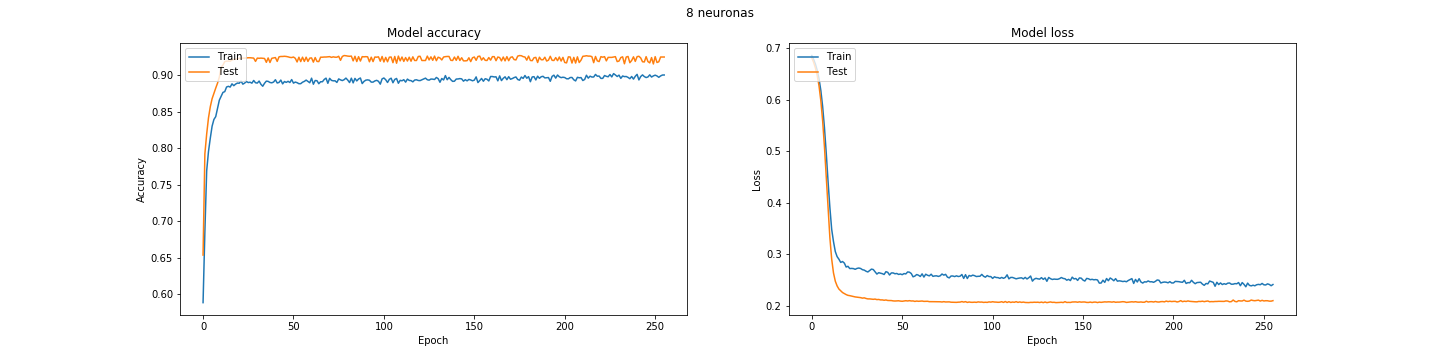 8 neuronas
Model accuracy
Train
Test
0.90
0.85
0.80
0.75
0.70
0.65
0.60
Accuracy
0 50 100 150 200 250
Epoch
Model loss
Train
Test
0.7
0.6
0.5
0.4
0.3
0.2
Loss
0 50 100 150 200 250
Epoch